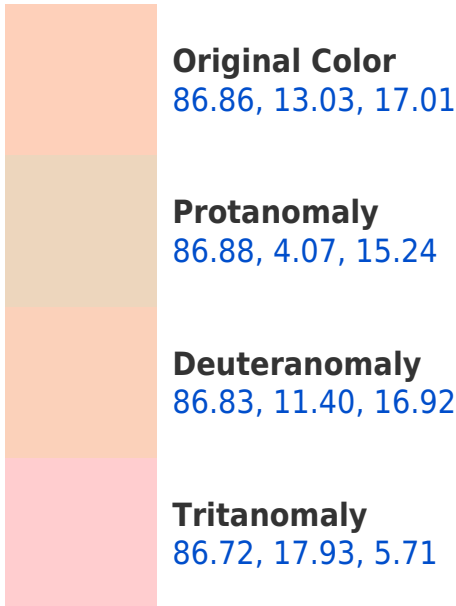 Original Color
86.86, 13.03, 17.01
Protanomaly
86.88, 4.07, 15.24
Deuteranomaly
86.83, 11.40, 16.92
Tritanomaly
86.72, 17.93, 5.71